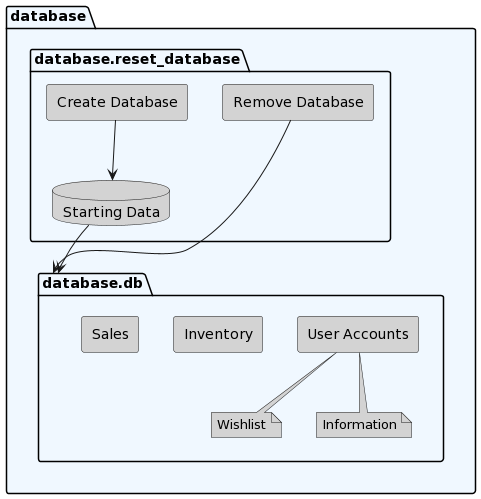 database
database.reset_database
Create Database
Remove Database
Starting Data
database.db
Sales
Inventory
User Accounts
Wishlist
Information